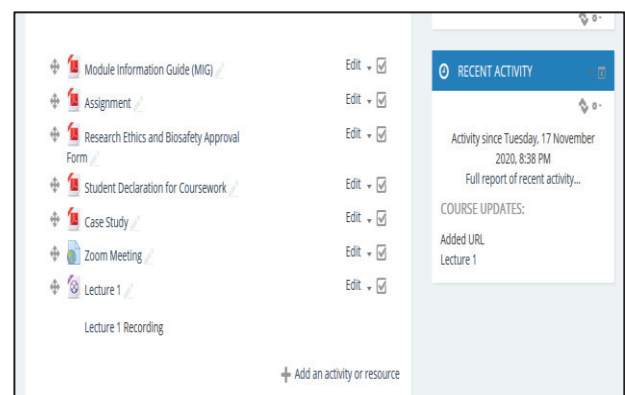 Module Information Guide (MIG)
Edit
Assignment
Edit
Research Ethics and Biosafety Approval
Form
Edit
Student Declaration for Coursework
Edit
Case Study
Edit
Zoom Meeting
Edit
Lecture 1
Edit
Lecture 1 Recording
Add an activity or resource
RECENT ACTIVITY
Activity since Tuesday, 17 November
2020, 8:38 PM
Full report of recent activity...
COURSE UPDATES:
Added URL
Lecture 1